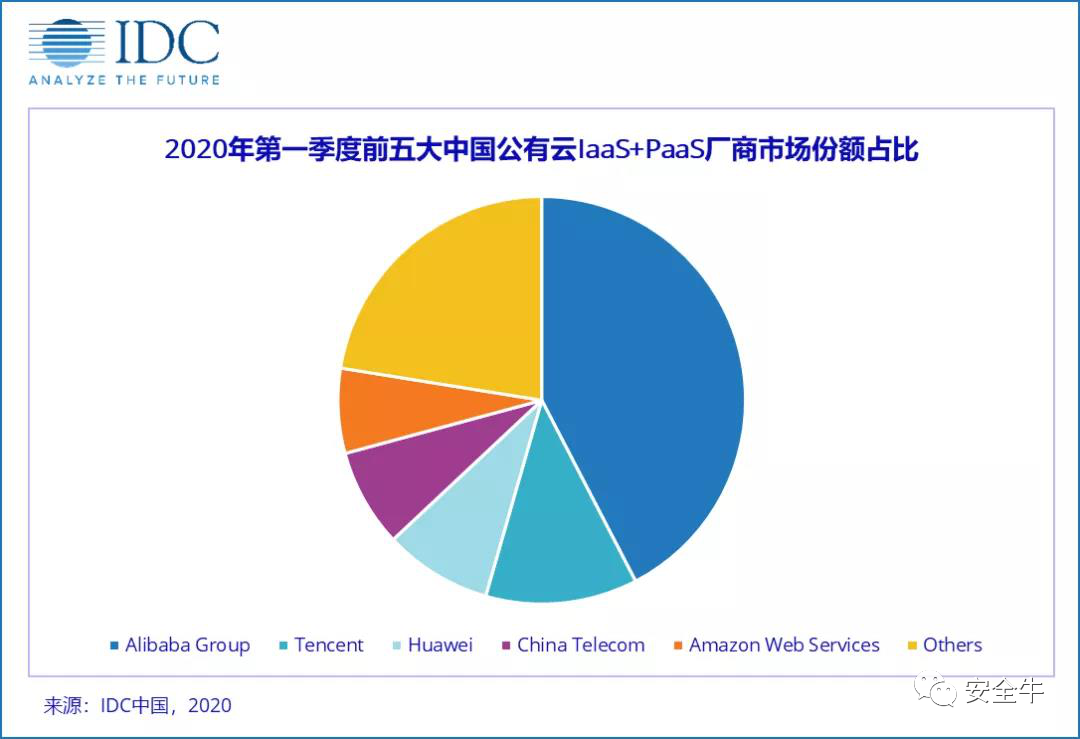 IDC
ANALYZE THE FUTURE
2020年第一季度前五大中国公有云IaaS+PaaS厂商市场份额占比
Alibaba Group Tencent Huawei China Telecom Amazon Web Services Others
安全牛
来源：IDC中国，2020